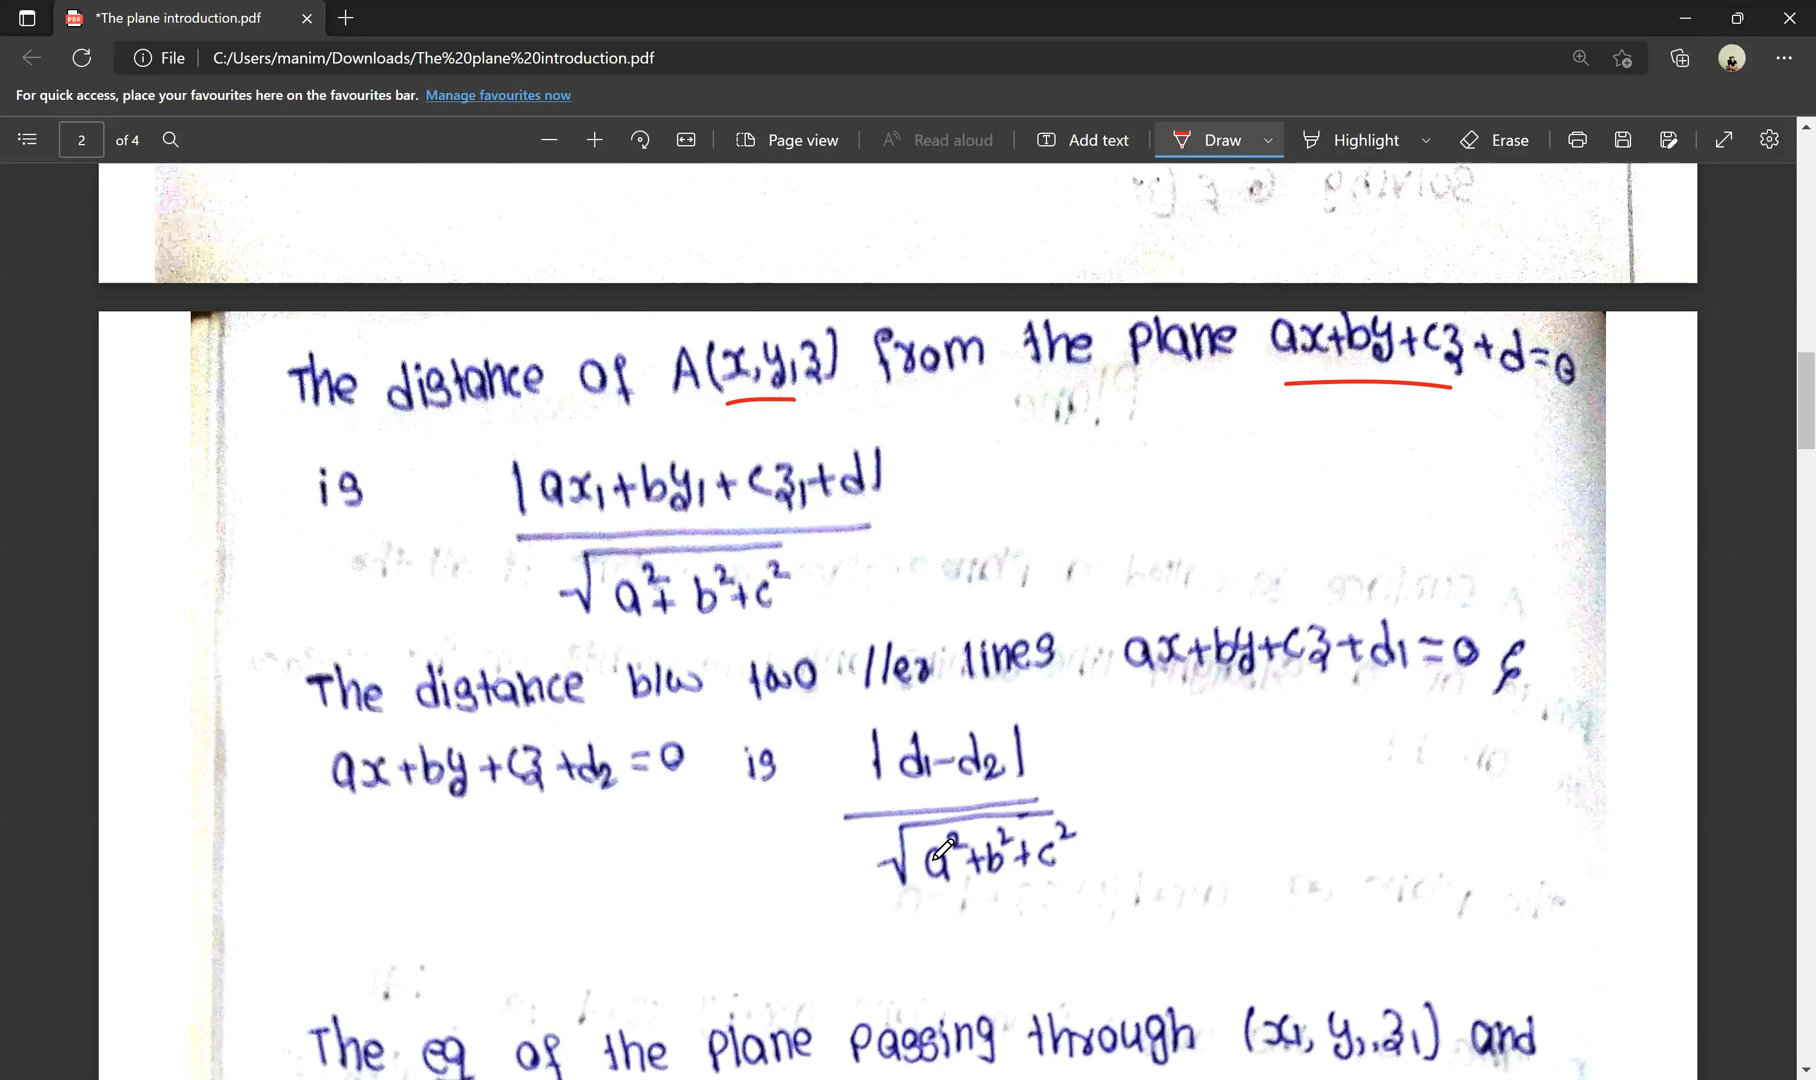 *The plane introduction.pdf
File C:/Users/manim/Downloads/The%20plane%20introduction.pdf
For quick access, place your favourites here on the favourites bar. Manage favourites now
2 of 4 Page view Read aloud Add text Draw Highlight Erase
The distance of A(x,y,z) from the plane ax+by+cz+d=0
is |ax₁+by₁+cz₁+d|
√a²+b²+c²
The distance b/w two //er lines ax+by+cz+d₁=0 &
ax+by+cz+d₂=0 is |d₁-d₂|
√a²+b²+c²
The eq of the plane passing through (x₁,y₁,z₁) and